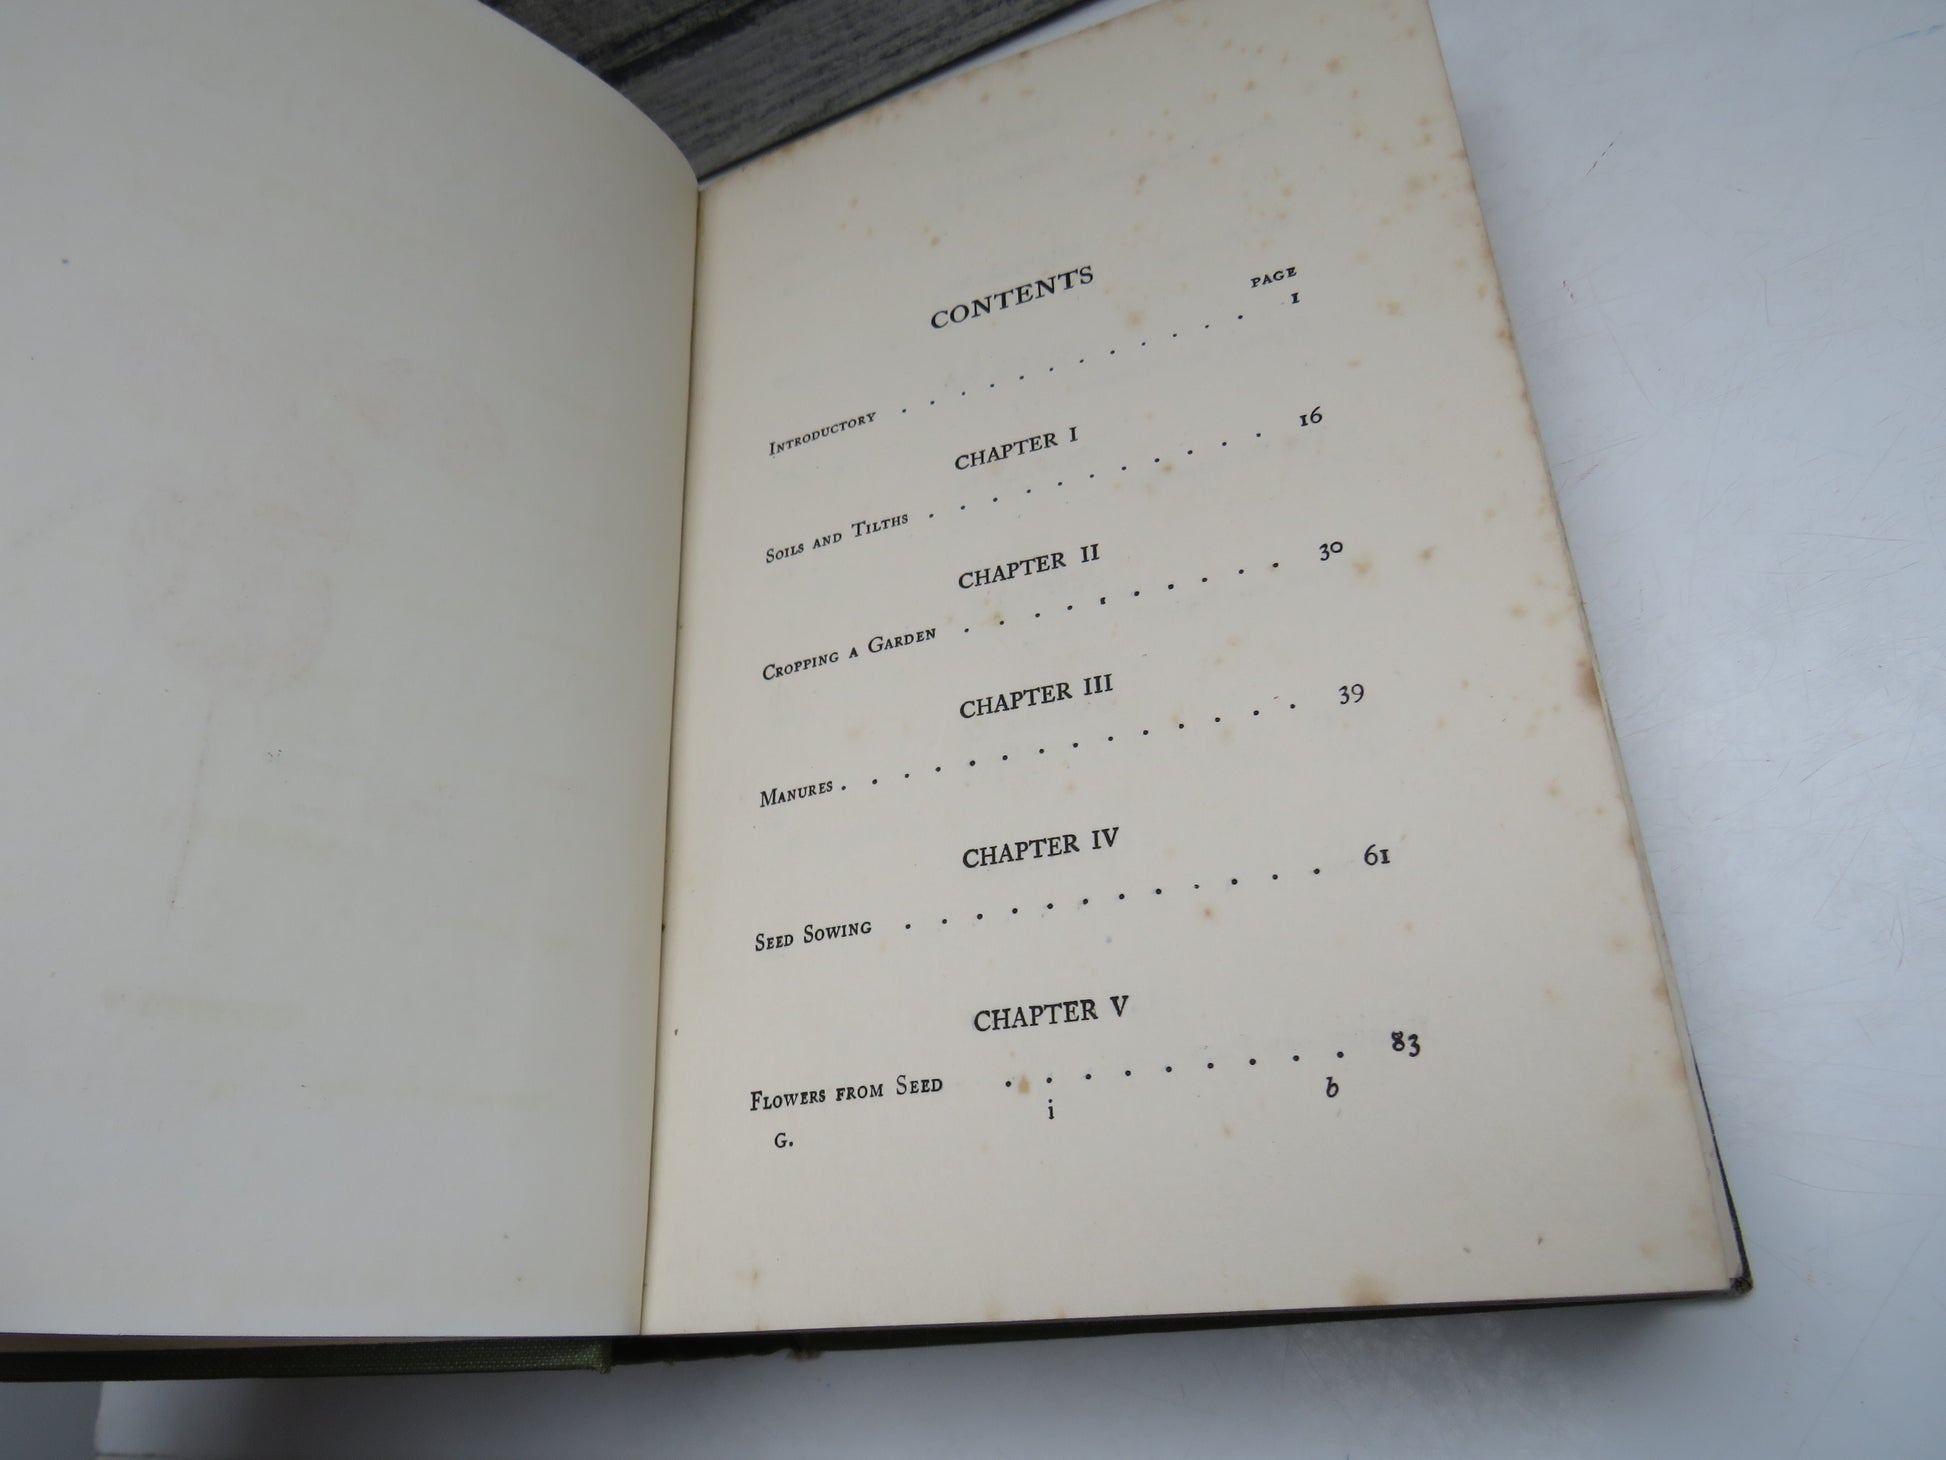 CONTENTS
PAGE
Introductory . . . . . . . . . . . . 1
CHAPTER I
Soils and Tilths . . . . . . . . . . . 16
CHAPTER II
Cropping a Garden . . . . . . . . . . 30
CHAPTER III
Manures . . . . . . . . . . . . . . 39
CHAPTER IV
Seed Sowing . . . . . . . . . . . . 61
CHAPTER V
Flowers from Seed . . . . . . . . . 83
G. i b